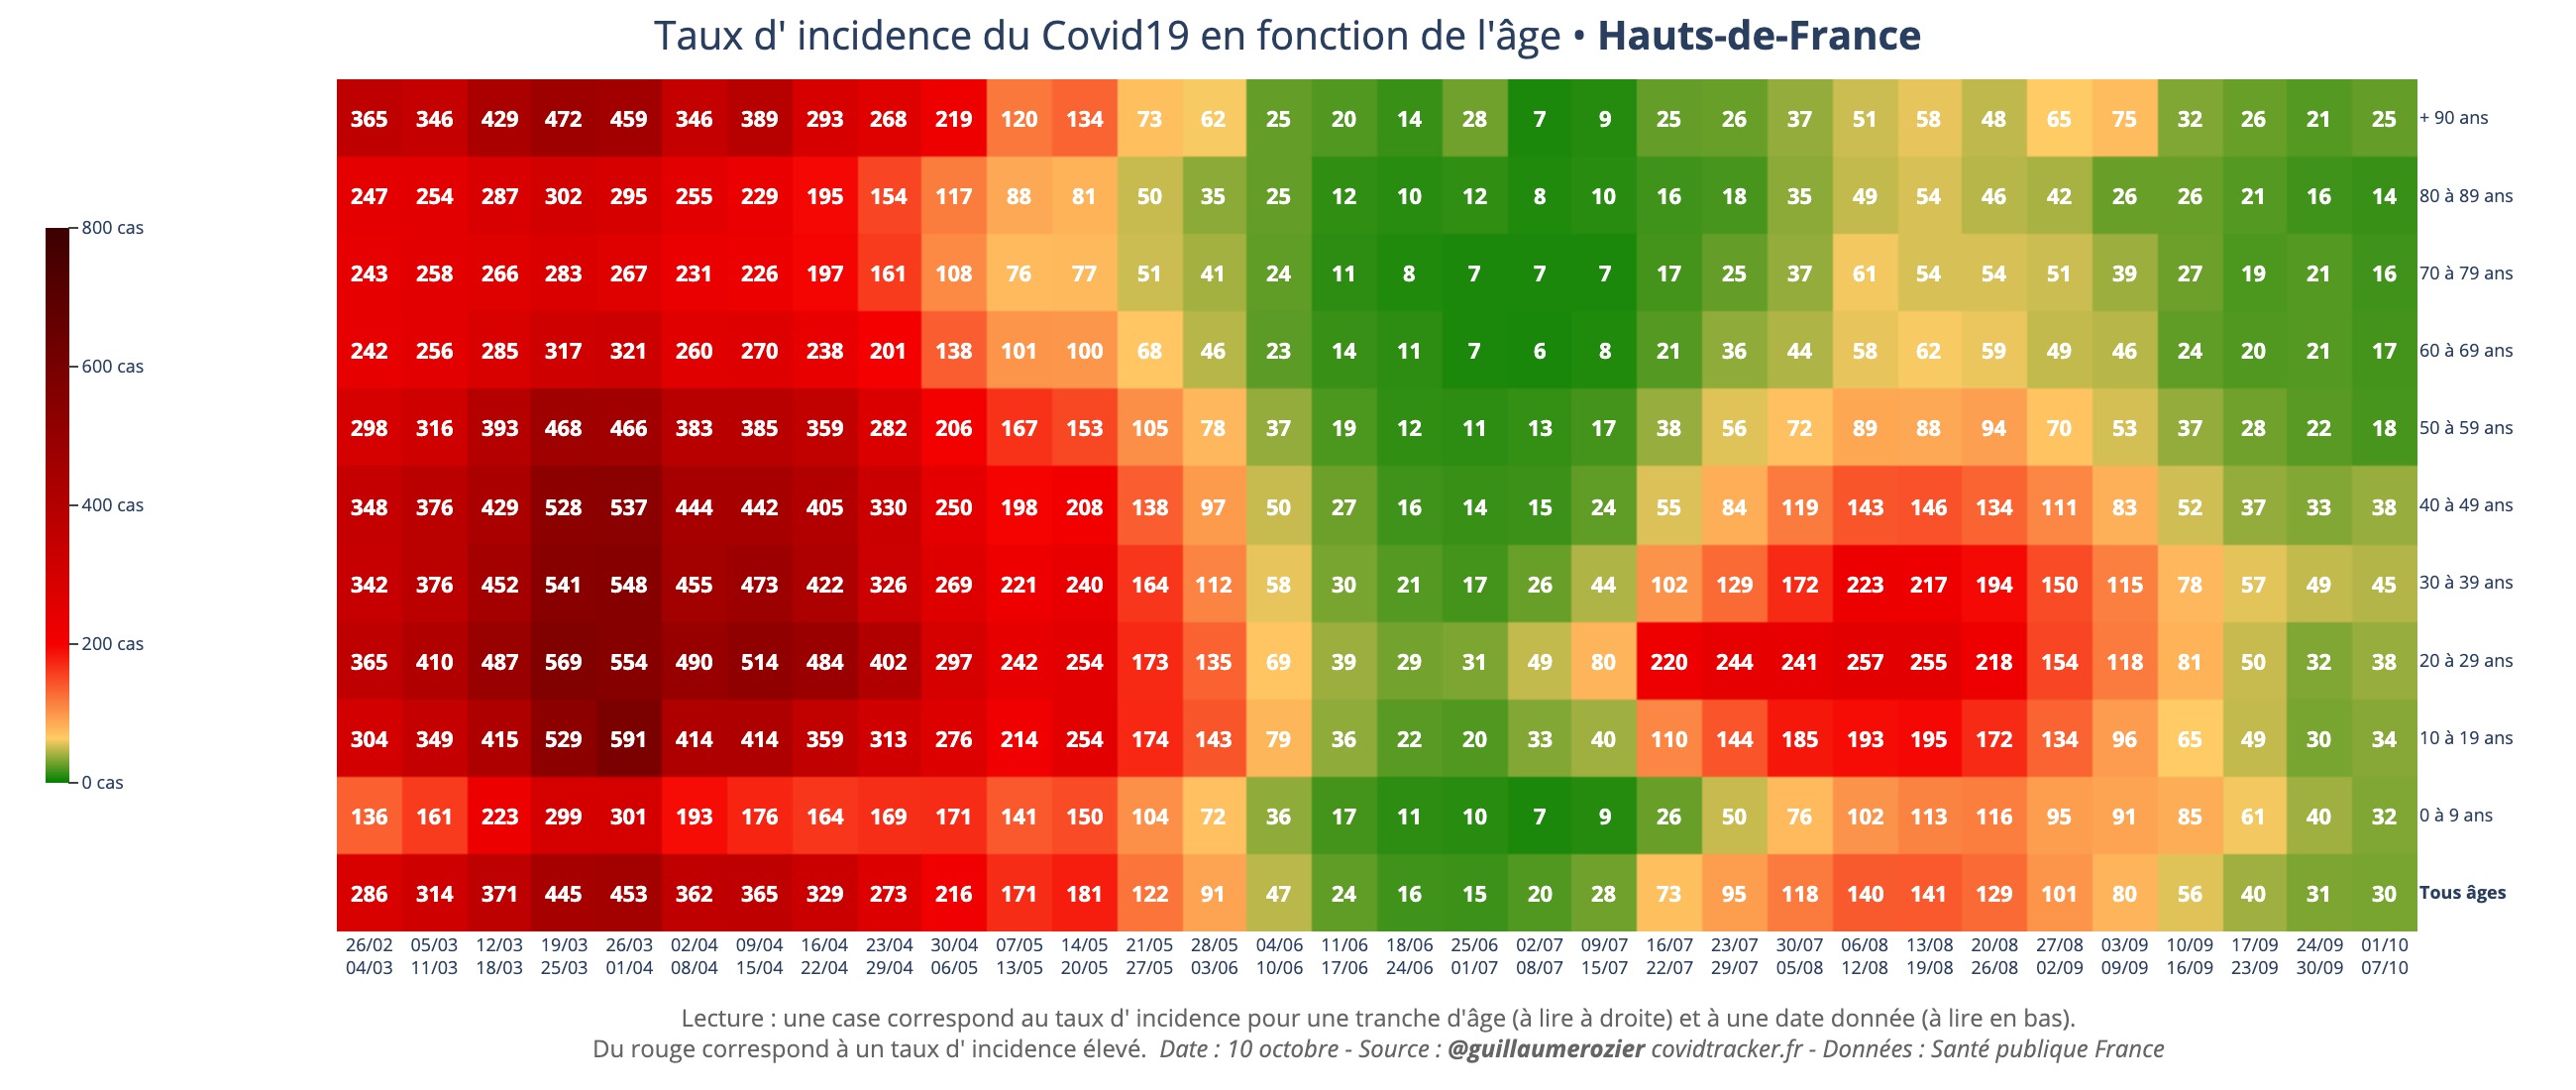 Taux d' incidence du Covid19 en fonction de l'âge • Hauts-de-France
800 cas
600 cas
400 cas
200 cas
0 cas
365 346 429 472 459 346 389 293 268 219 120 134 73 62 25 20 14 28 7 9 25 26 37 51 58 48 65 75 32 26 21 25 + 90 ans
247 254 287 302 295 255 229 195 154 117 88 81 50 35 25 12 10 12 8 10 16 18 35 49 54 46 42 26 26 21 16 14 80 à 89 ans
243 258 266 283 267 231 226 197 161 108 76 77 51 41 24 11 8 7 7 7 17 25 37 61 54 54 51 39 27 19 21 16 70 à 79 ans
242 256 285 317 321 260 270 238 201 138 101 100 68 46 23 14 11 7 6 8 21 36 44 58 62 59 49 46 24 20 21 17 60 à 69 ans
298 316 393 468 466 383 385 359 282 206 167 153 105 78 37 19 12 11 13 17 38 56 72 89 88 94 70 53 37 28 22 18 50 à 59 ans
348 376 429 528 537 444 442 405 330 250 198 208 138 97 50 27 16 14 15 24 55 84 119 143 146 134 111 83 52 37 33 38 40 à 49 ans
342 376 452 541 548 455 473 422 326 269 221 240 164 112 58 30 21 17 26 44 102 129 172 223 217 194 150 115 78 57 49 45 30 à 39 ans
365 410 487 569 554 490 514 484 402 297 242 254 173 135 69 39 29 31 49 80 220 244 241 257 255 218 154 118 81 50 32 38 20 à 29 ans
304 349 415 529 591 414 414 359 313 276 214 254 174 143 79 36 22 20 33 40 110 144 185 193 195 172 134 96 65 49 30 34 10 à 19 ans
136 161 223 299 301 193 176 164 169 171 141 150 104 72 36 17 11 10 7 9 26 50 76 102 113 116 95 91 85 61 40 32 0 à 9 ans
286 314 371 445 453 362 365 329 273 216 171 181 122 91 47 24 16 15 20 28 73 95 118 140 141 129 101 80 56 40 31 30 Tous âges
26/02 05/03 12/03 19/03 26/03 02/04 09/04 16/04 23/04 30/04 07/05 14/05 21/05 28/05 04/06 11/06 18/06 25/06 02/07 09/07 16/07 23/07 30/07 06/08 13/08 20/08 27/08 03/09 10/09 17/09 24/09 01/10
04/03 11/03 18/03 25/03 01/04 08/04 15/04 22/04 29/04 06/05 13/05 20/05 27/05 03/06 10/06 17/06 24/06 01/07 08/07 15/07 22/07 29/07 05/08 12/08 19/08 26/08 02/09 09/09 16/09 23/09 30/09 07/10
Lecture : une case correspond au taux d' incidence pour une tranche d'âge (à lire à droite) et à une date donnée (à lire en bas).
Du rouge correspond à un taux d' incidence élevé. Date : 10 octobre - Source : @guillaumerozier covidtracker.fr - Données : Santé publique France